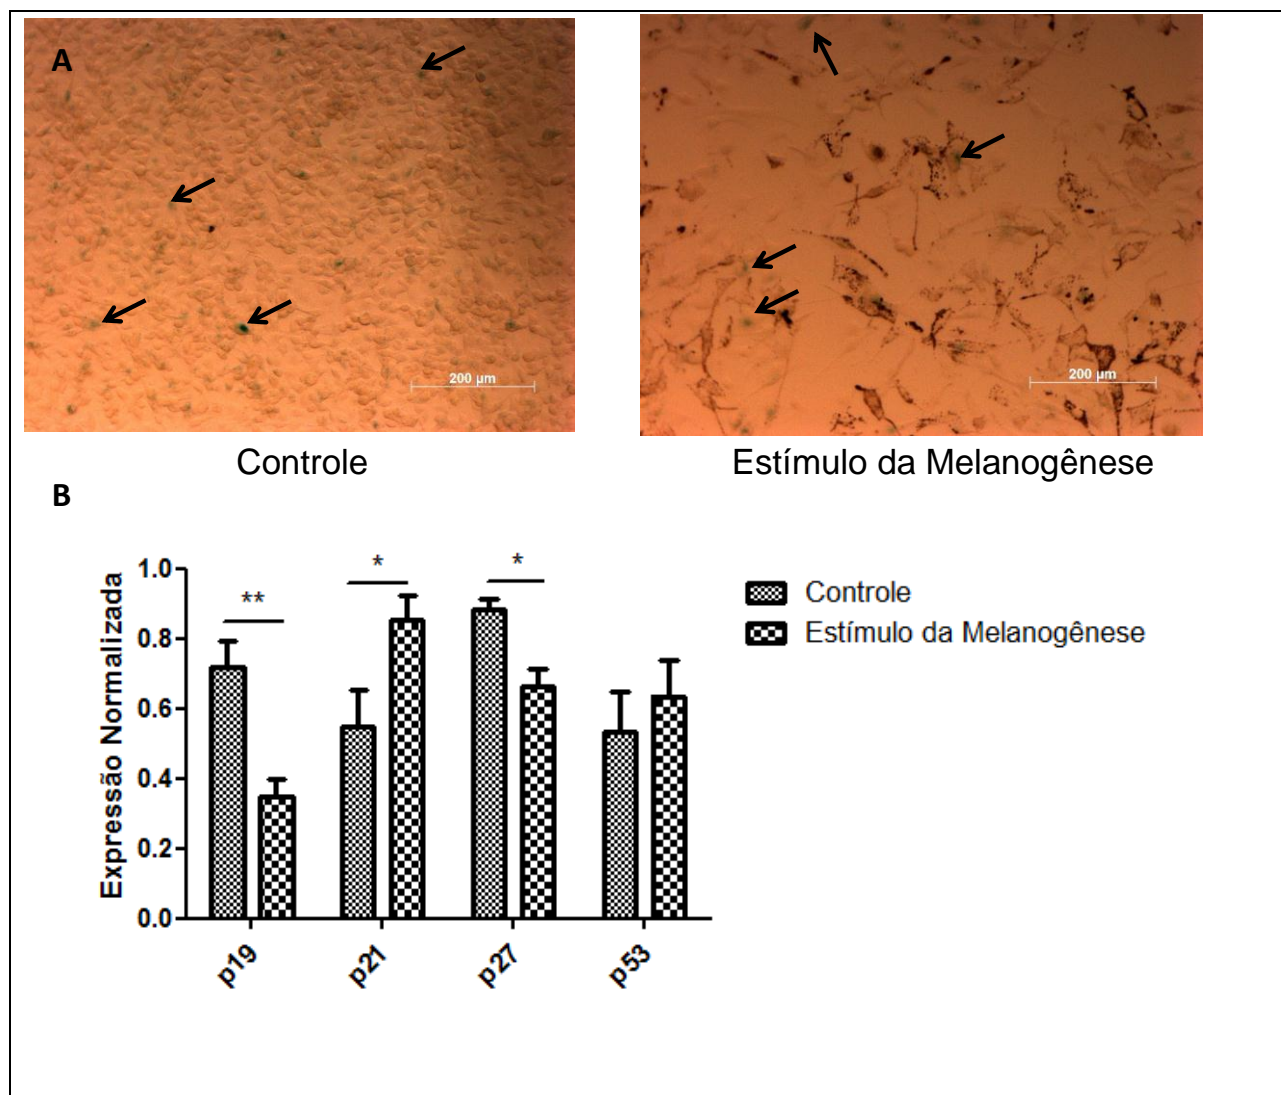 A
200 µm
200 µm
Controle
Estímulo da Melanogênese
B
Expressão Normalizada
1.0
0.8
0.6
0.4
0.2
0.0
**
*
*
p19
p21
p27
p53
Controle
Estímulo da Melanogênese